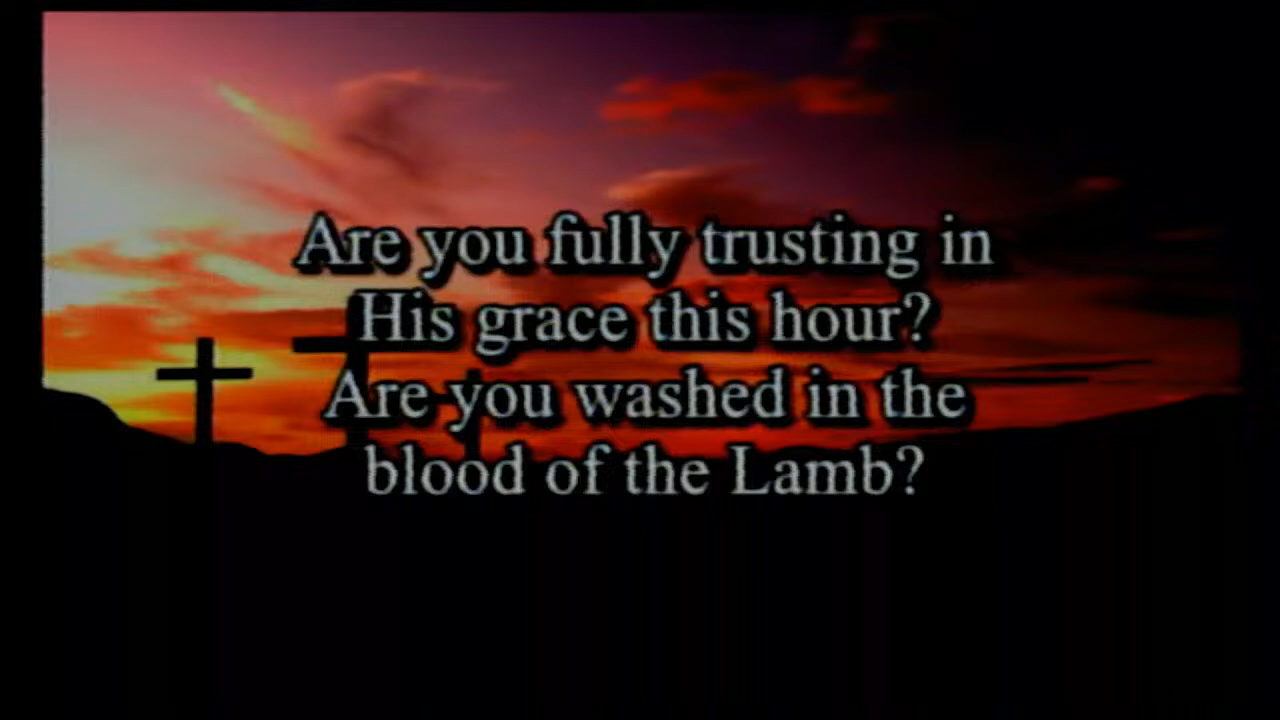 Are you fully trusting in
His grace this hour?
Are you washed in the
blood of the Lamb?